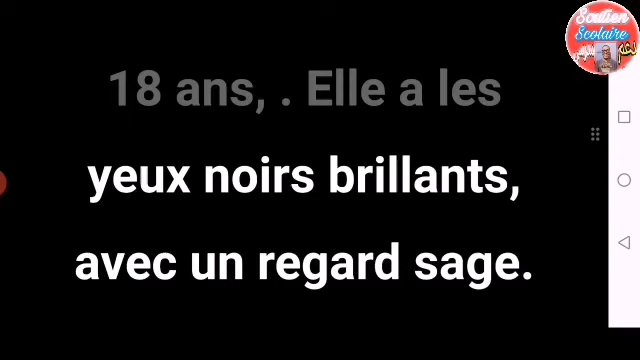 Soutien
Scolaire
18 ans, . Elle a les
yeux noirs brillants,
avec un regard sage.